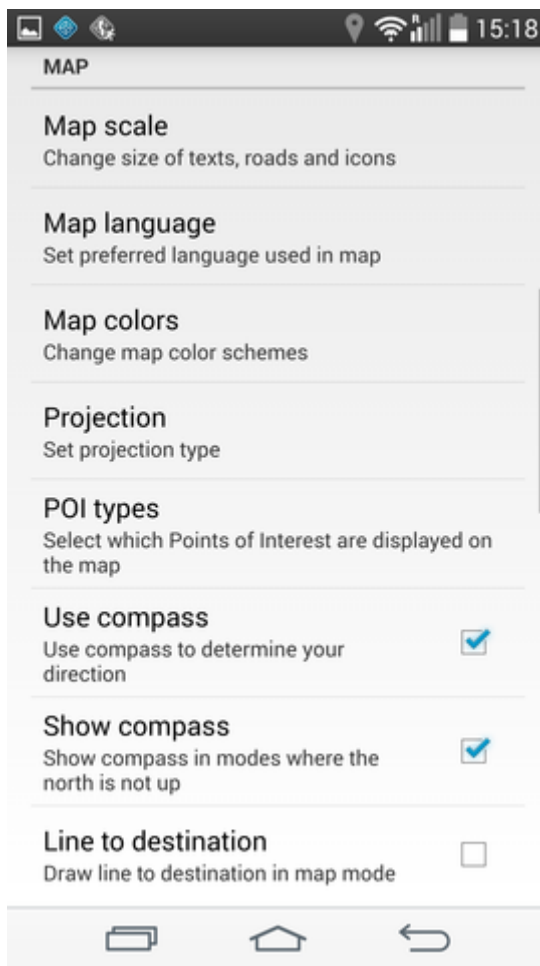 15:18
MAP
Map scale
Change size of texts, roads and icons
Map language
Set preferred language used in map
Map colors
Change map color schemes
Projection
Set projection type
POI types
Select which Points of Interest are displayed on
the map
Use compass
Use compass to determine your
direction
Show compass
Show compass in modes where the
north is not up
Line to destination
Draw line to destination in map mode